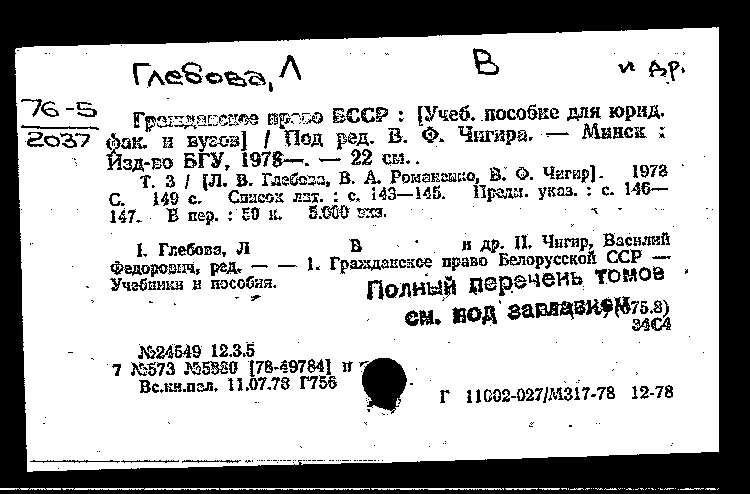 Глебова, Л В и др.
76-5
2037
Гражданское право БССР : [Учеб. пособие для юрид.
фак. и вузов] / Под ред. В. Ф. Чигира. — Минск :
Изд-во БГУ, 1976—. — 22 см..
Т. 3 / [Л. В. Глебова, В. А. Романенко, В. Ф. Чигир]. 1978
С. 149 с. Список лит. : с. 143—145. Предм. указ. : с. 146—
147. В пер. : 50 к. 5.000 экз.
I. Глебова, Л В и др. II. Чигир, Василий
Федорович, ред. — — 1. Гражданское право Белорусской ССР —
Учебники и пособия.
Полный перечень томов
см. под заглавием
(075.8)
34С4
№24549 12.3.5
7 №573 №5880 [78-49784] п
Вс.кн.пал. 11.07.78 Г756
Г 11002-027/М317-78 12-78